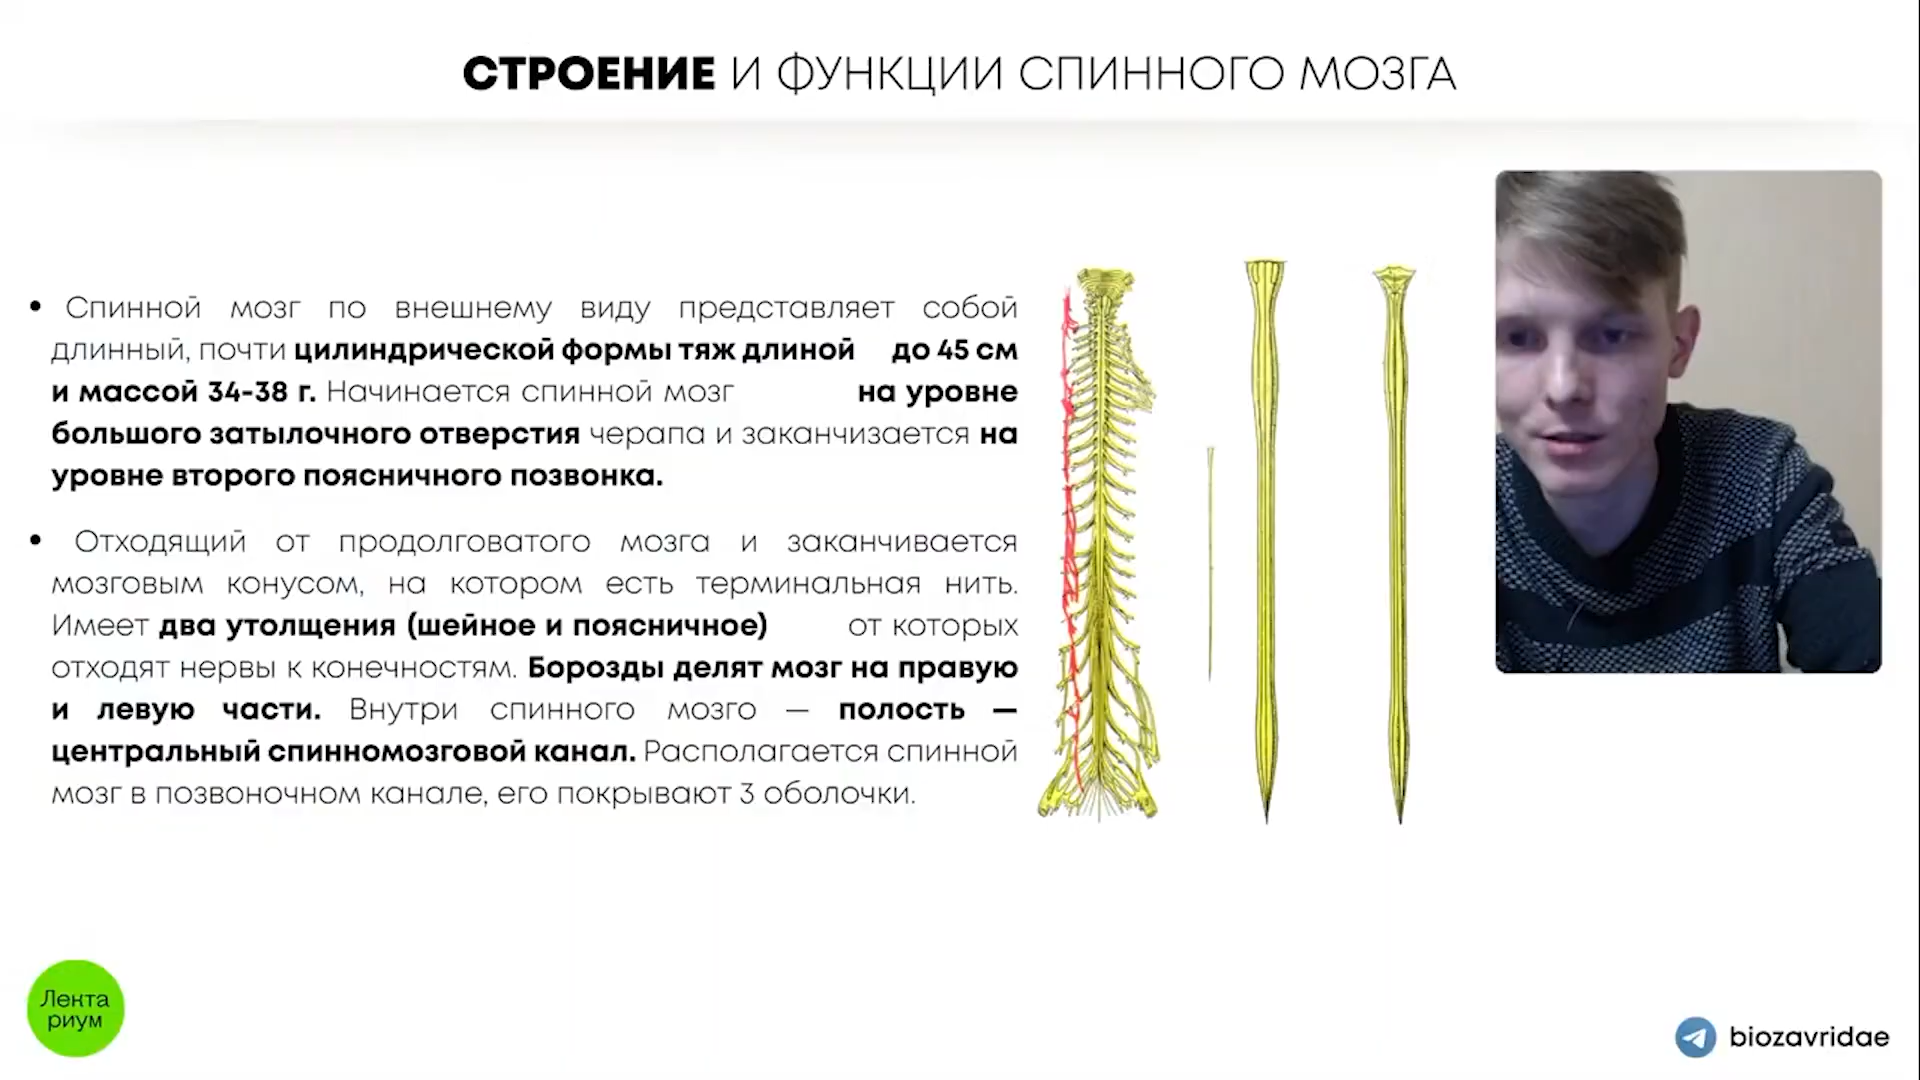 СТРОЕНИЕ И ФУНКЦИИ СПИННОГО МОЗГА
• Спинной мозг по внешнему виду представляет собой
длинный, почти цилиндрической формы тяж длиной до 45 см
и массой 34-38 г. Начинается спинной мозг на уровне
большого затылочного отверстия черепа и заканчизается на
уровне второго поясничного позвонка.
• Отходящий от продолговатого мозга и заканчивается
мозговым конусом, на котором есть терминальная нить.
Имеет два утолщения (шейное и поясничное) от которых
отходят нервы к конечностям. Борозды делят мозг на правую
и левую части. Внутри спинного мозго — полость —
центральный спинномозговой канал. Располагается спинной
мозг в позвоночном канале, его покрывают 3 оболочки.
Лекта
риум
biozavridae